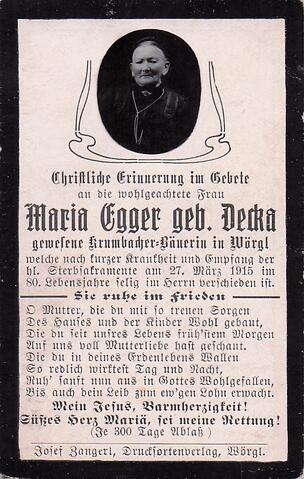 Christliche Erinnerung im Gebete
an die wohlgeachtete Frau
Maria Egger geb. Decka
gewesene Krumbacher-Bäuerin in Wörgl
welche nach kurzer Krankheit und Empfang der
hl. Sterbsakramente am 27. März 1915 im
80. Lebensjahre selig im Herrn verschieden ist.
Sie ruhe im Frieden
O Mutter, die du mit so treuen Sorgen
Des Hauses und der Kinder Wohl gebaut,
Die du seit unsres Lebens früh'stem Morgen
Auf uns voll Mutterliebe hast geschaut.
Die du in deines Erdenlebens Wallen
So redlich wirktest Tag und Nacht,
Ruh' sanft nun aus in Gottes Wohlgefallen,
Bis auch dein Leib zum ew'gen Lohn erwacht.
Mein Jesus, Barmherzigkeit!
Süßes Herz Mariä, sei meine Rettung!
(Je 300 Tage Ablaß)
Josef Zangerl, Drucksortenverlag, Wörgl.